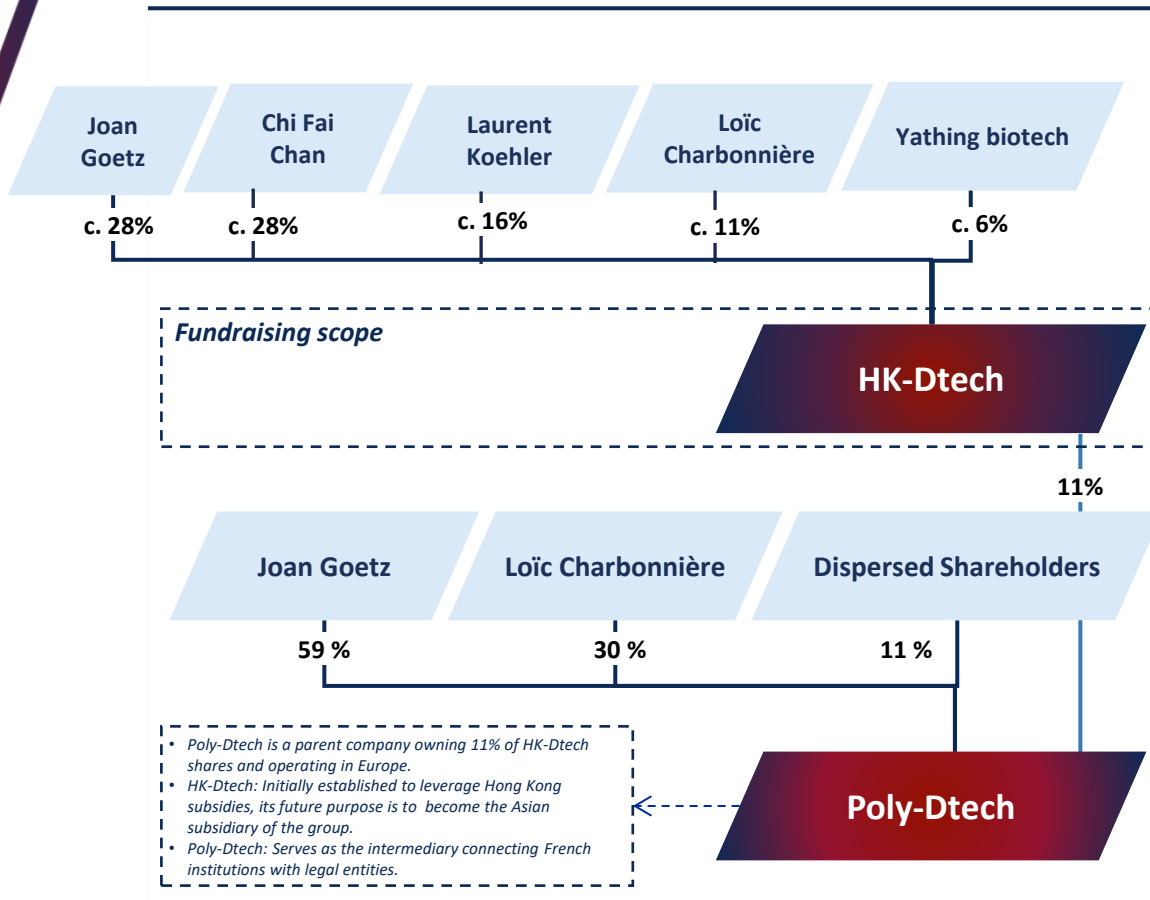 Joan
Goetz
Chi Fai
Chan
Laurent
Koehler
Loïc
Charbonnière
Yathing biotech
c. 28%
c. 28%
c. 16%
c. 11%
c. 6%
Fundraising scope
HK-Dtech
11%
Joan Goetz
Loïc Charbonnière
Dispersed Shareholders
59 %
30 %
11 %
• Poly-Dtech is a parent company owning 11% of HK-Dtech
shares and operating in Europe.
• HK-Dtech: Initially established to leverage Hong Kong
subsidies, its future purpose is to become the Asian
subsidiary of the group.
• Poly-Dtech: Serves as the intermediary connecting French
institutions with legal entities.
Poly-Dtech